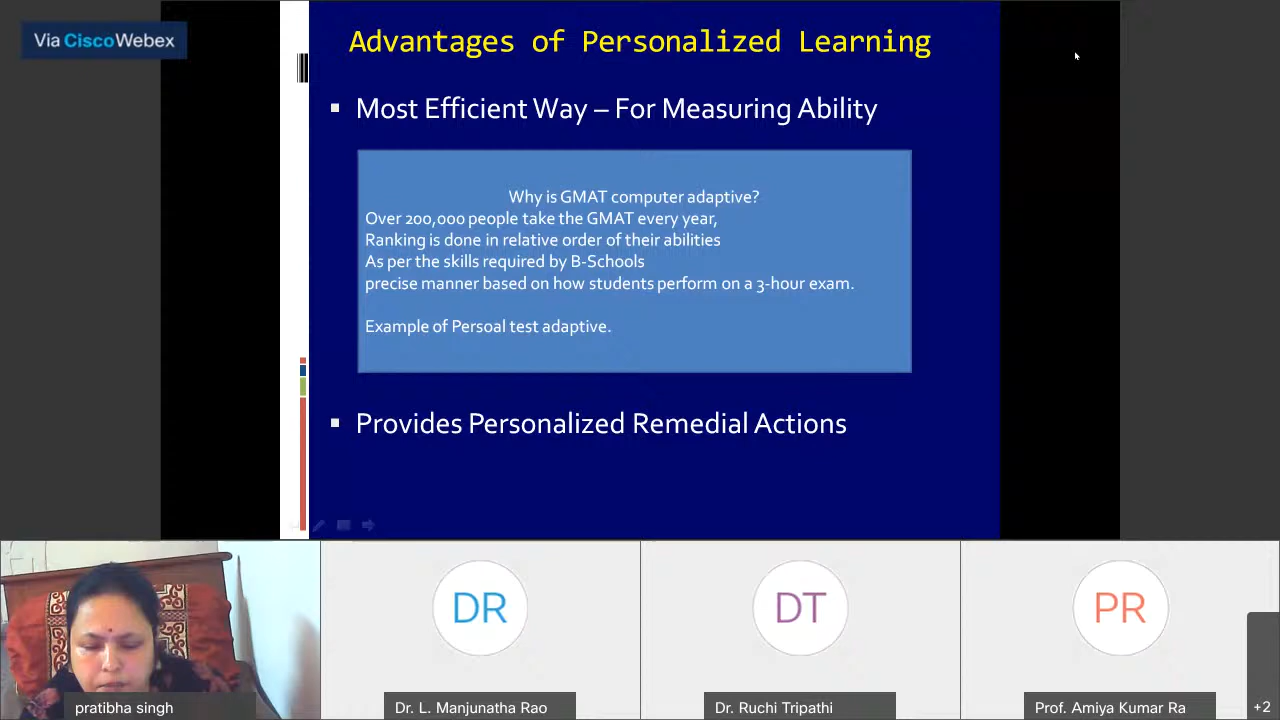 Via Cisco Webex
Advantages of Personalized Learning
Most Efficient Way – For Measuring Ability
Why is GMAT computer adaptive?
Over 200,000 people take the GMAT every year,
Ranking is done in relative order of their abilities
As per the skills required by B-Schools
precise manner based on how students perform on a 3-hour exam.
Example of Persoal test adaptive.
Provides Personalized Remedial Actions
DR
DT
PR
pratibha singh
Dr. L. Manjunatha Rao
Dr. Ruchi Tripathi
Prof. Amiya Kumar Ra
+2